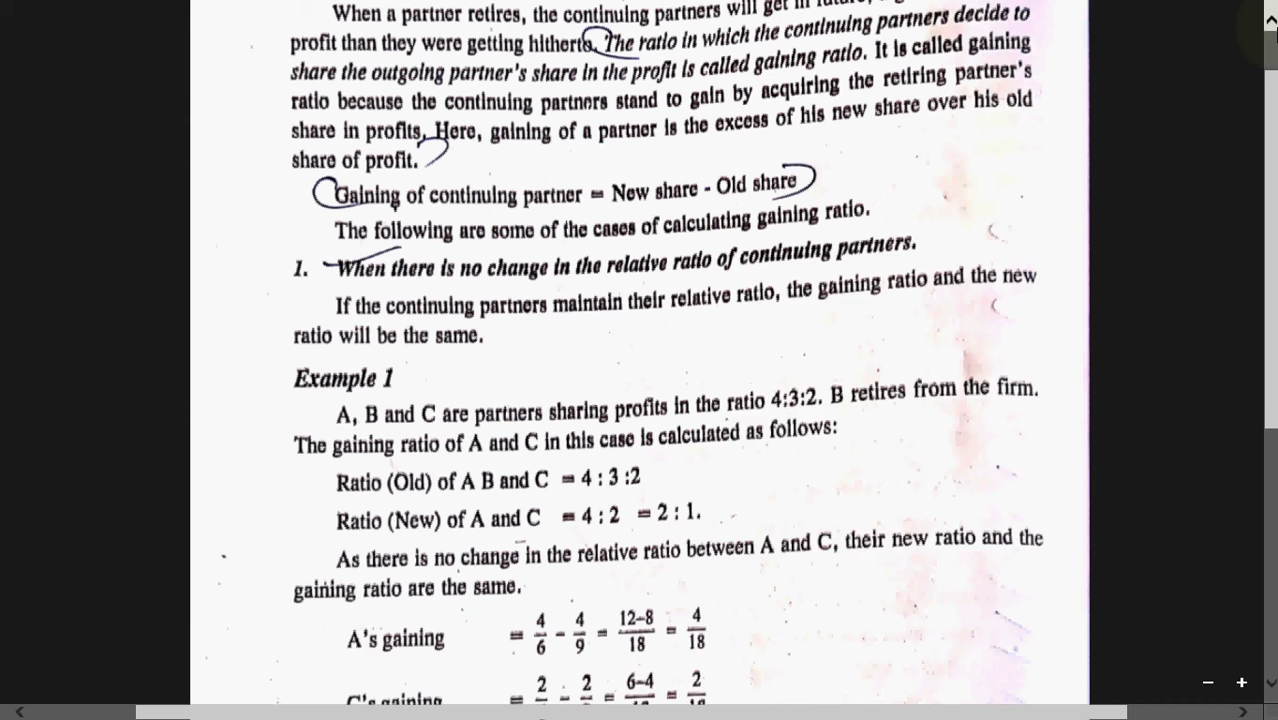 When a partner retires, the continuing partners will get in future,
profit than they were getting hitherto. The ratio in which the continuing partners decide to
share the outgoing partner's share in the profit is called gaining ratio. It is called gaining
ratio because the continuing partners stand to gain by acquiring the retiring partner's
share in profits. Here, gaining of a partner is the excess of his new share over his old
share of profit.
Gaining of continuing partner = New share - Old share
The following are some of the cases of calculating gaining ratio.
1. When there is no change in the relative ratio of continuing partners.
If the continuing partners maintain their relative ratio, the gaining ratio and the new
ratio will be the same.
Example 1
A, B and C are partners sharing profits in the ratio 4:3:2. B retires from the firm.
The gaining ratio of A and C in this case is calculated as follows:
Ratio (Old) of A B and C = 4 : 3 :2
Ratio (New) of A and C = 4 : 2 = 2 : 1.
As there is no change in the relative ratio between A and C, their new ratio and the
gaining ratio are the same.
A's gaining = 4/6 - 4/9 = 12-8/18 = 4/18
C's gaining = 2 - 2 = 6-4 = 2